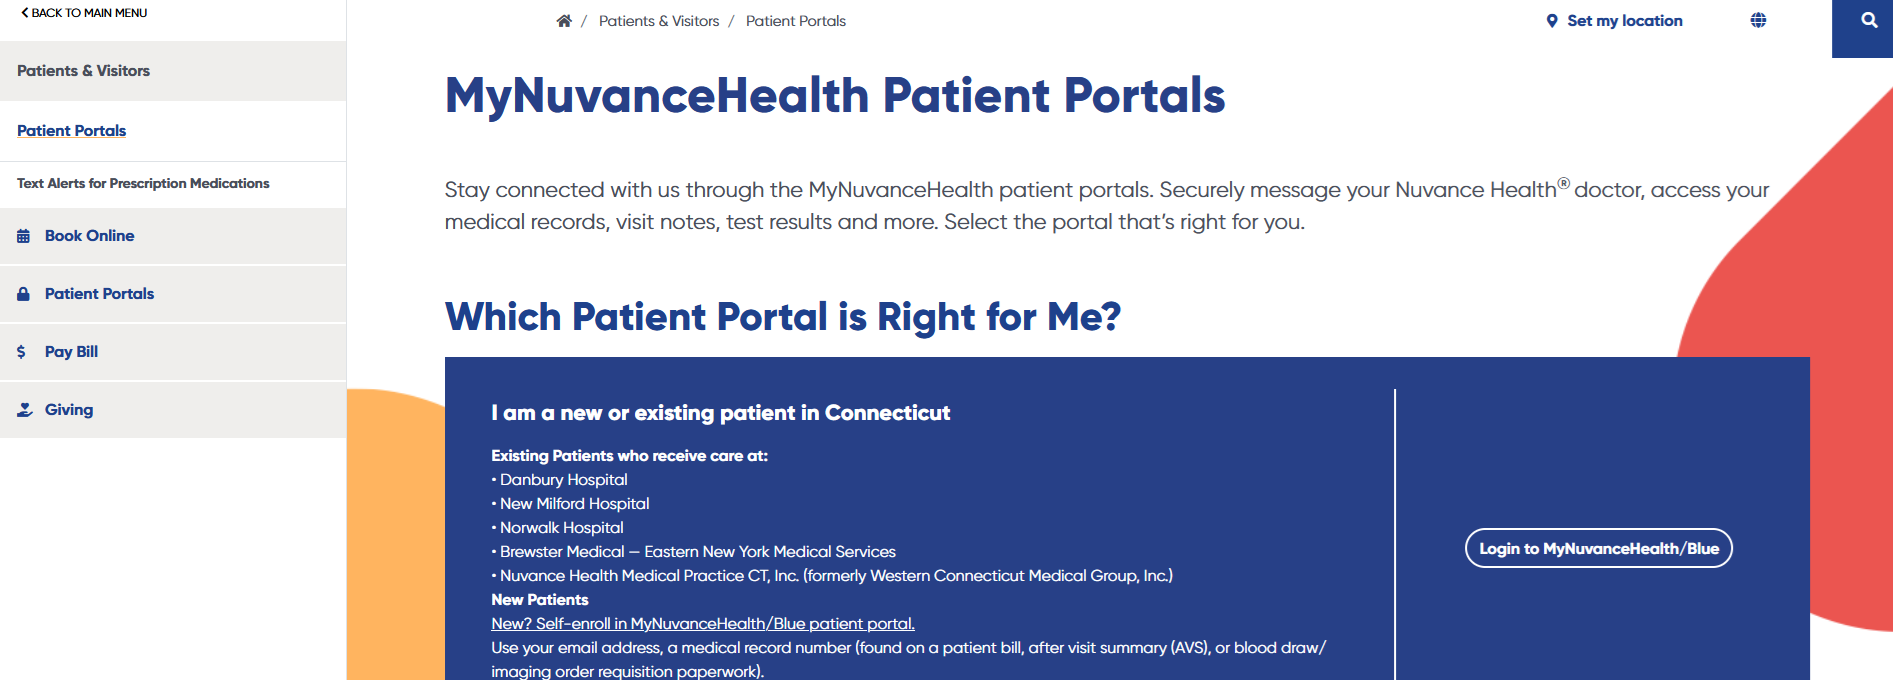 BACK TO MAIN MENU
Patients & Visitors
Patient Portals
Text Alerts for Prescription Medications
Book Online
Patient Portals
Pay Bill
Giving
/ Patients & Visitors / Patient Portals
Set my location
MyNuvanceHealth Patient Portals
Stay connected with us through the MyNuvanceHealth patient portals. Securely message your Nuvance Health® doctor, access your
medical records, visit notes, test results and more. Select the portal that’s right for you.
Which Patient Portal is Right for Me?
I am a new or existing patient in Connecticut
Existing Patients who receive care at:
• Danbury Hospital
• New Milford Hospital
• Norwalk Hospital
• Brewster Medical — Eastern New York Medical Services
• Nuvance Health Medical Practice CT, Inc. (formerly Western Connecticut Medical Group, Inc.)
New Patients
New? Self-enroll in MyNuvanceHealth/Blue patient portal.
Use your email address, a medical record number (found on a patient bill, after visit summary (AVS), or blood draw/
imaging order requisition paperwork).
Login to MyNuvanceHealth/Blue